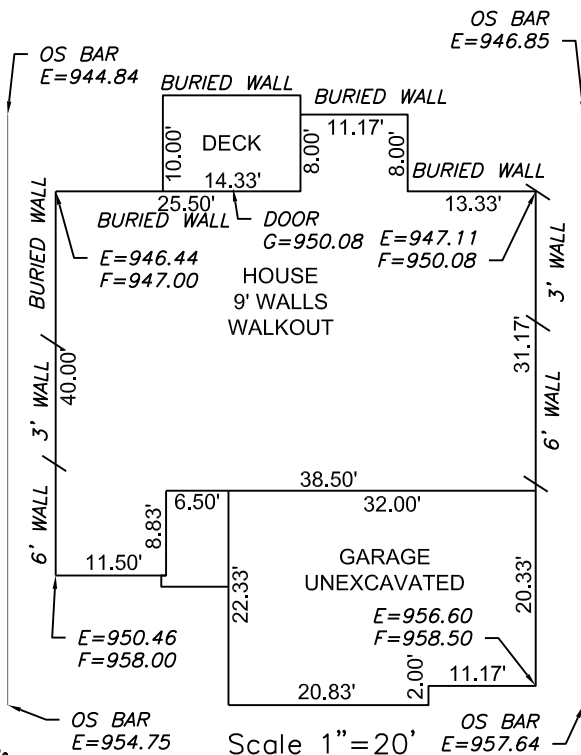 OS BAR
E=946.85
OS BAR
E=944.84
BURIED WALL
BURIED WALL
11.17'
DECK
10.00'
8.00'
8.00'
BURIED WALL
14.33'
25.50'
13.33'
BURIED WALL
DOOR
G=950.08
E=947.11
F=950.08
E=946.44
F=947.00
BURIED WALL
HOUSE
9' WALLS
WALKOUT
3' WALL
31.17'
40.00'
3' WALL
6' WALL
38.50'
6.50'
32.00'
6' WALL
8.83'
11.50'
GARAGE
UNEXCAVATED
22.33'
20.33'
E=950.46
F=958.00
E=956.60
F=958.50
2.00'
11.17'
20.83'
OS BAR
E=954.75
Scale 1"=20'
OS BAR
E=957.64